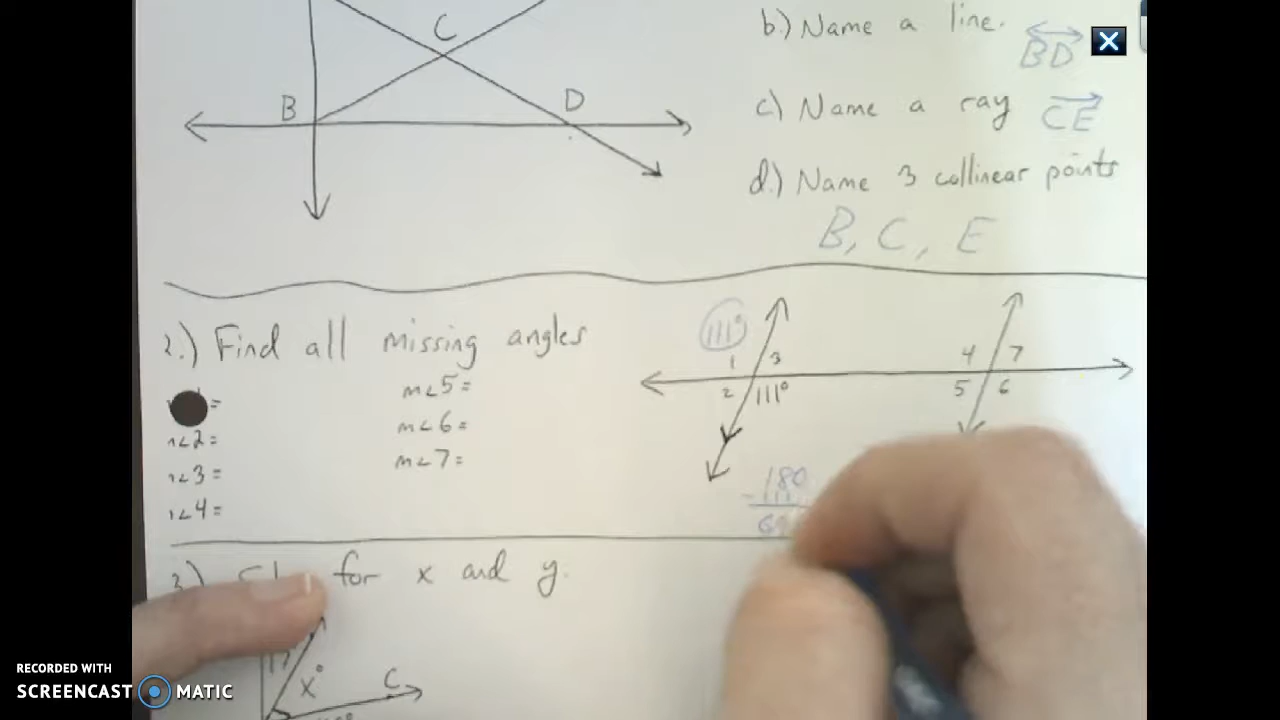 C
B
D
b.) Name a line.
BD
c.) Name a ray CE
d.) Name 3 collinear points
B, C, E
2.) Find all missing angles
m<5=
m<6=
<2= m<7=
<3=
<4=
111°
1 3
2 111°
4 7
5 6
180
- 111
69
3.) for x and y.
x°
C
RECORDED WITH
SCREENCAST MATIC